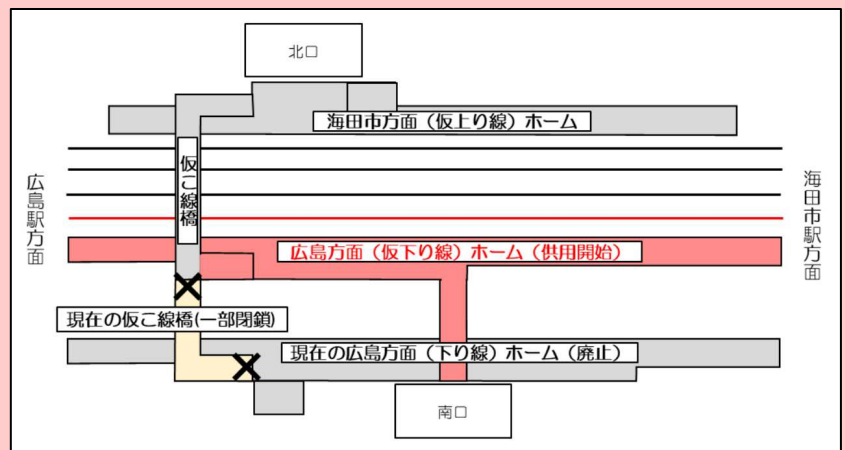 北口
海田市方面（仮上り線）ホーム
仮こ線橋
広島駅方面
海田市駅方面
広島方面（仮下り線）ホーム（供用開始）
現在の仮こ線橋(一部閉鎖)
現在の広島方面（下り線）ホーム（廃止）
南口